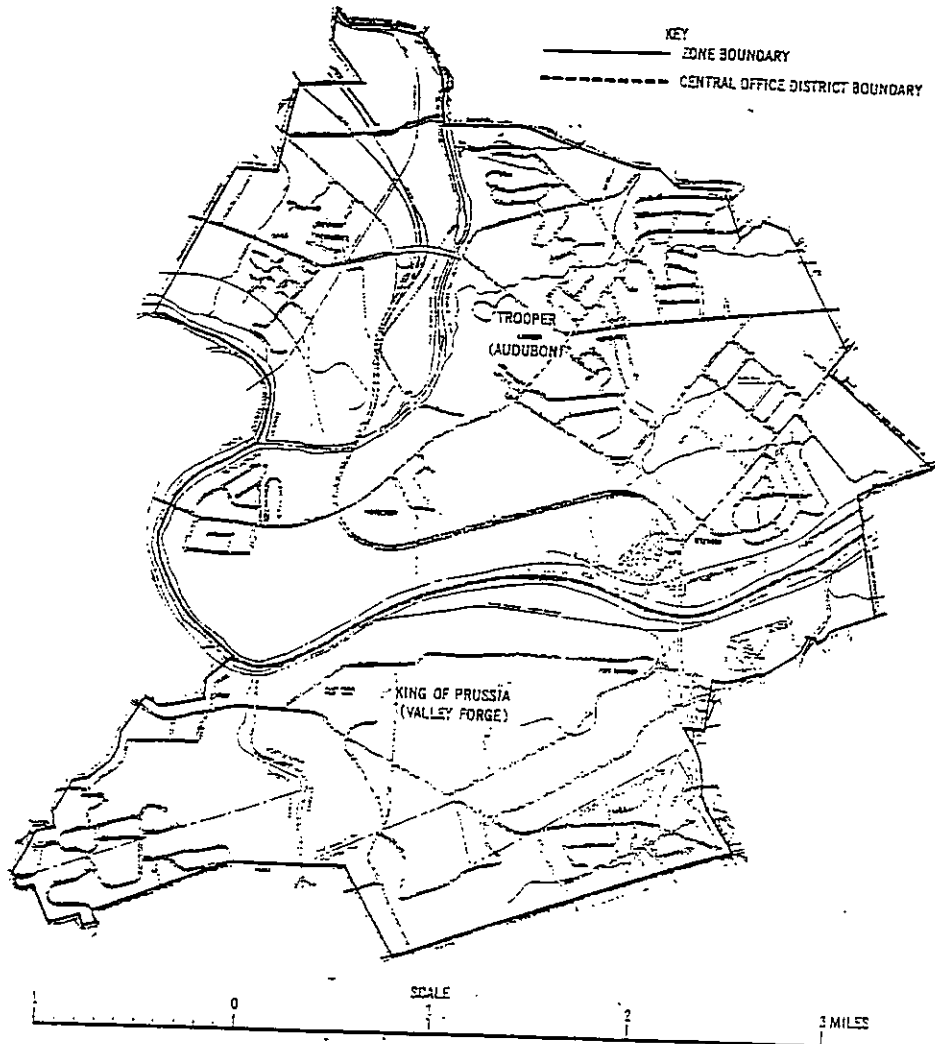 KEY
ZONE BOUNDARY
CENTRAL OFFICE DISTRICT BOUNDARY
TROOPER
(AUDUBON)
KING OF PRUSSIA
(VALLEY FORGE)
SCALE
1 0 1 2 3 MILES